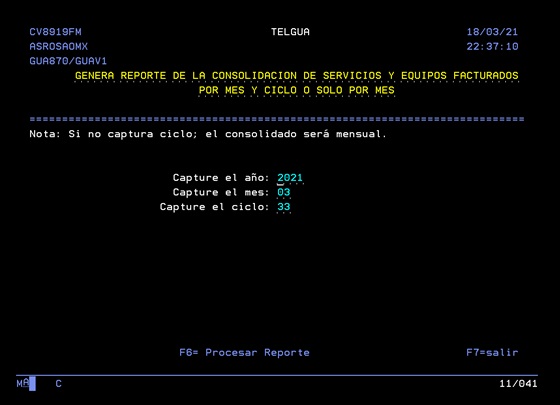 CV8919FM TELGUA 18/03/21
ASROSAOMX 22:37:10
GUA870/GUAV1
GENERA REPORTE DE LA CONSOLIDACION DE SERVICIOS Y EQUIPOS FACTURADOS
POR MES Y CICLO O SOLO POR MES
============================================================================
Nota: Si no captura ciclo; el consolidado será mensual.
Capture el año: 2021
Capture el mes: 03
Capture el ciclo: 33
F6= Procesar Reporte F7=salir
MA C 11/041